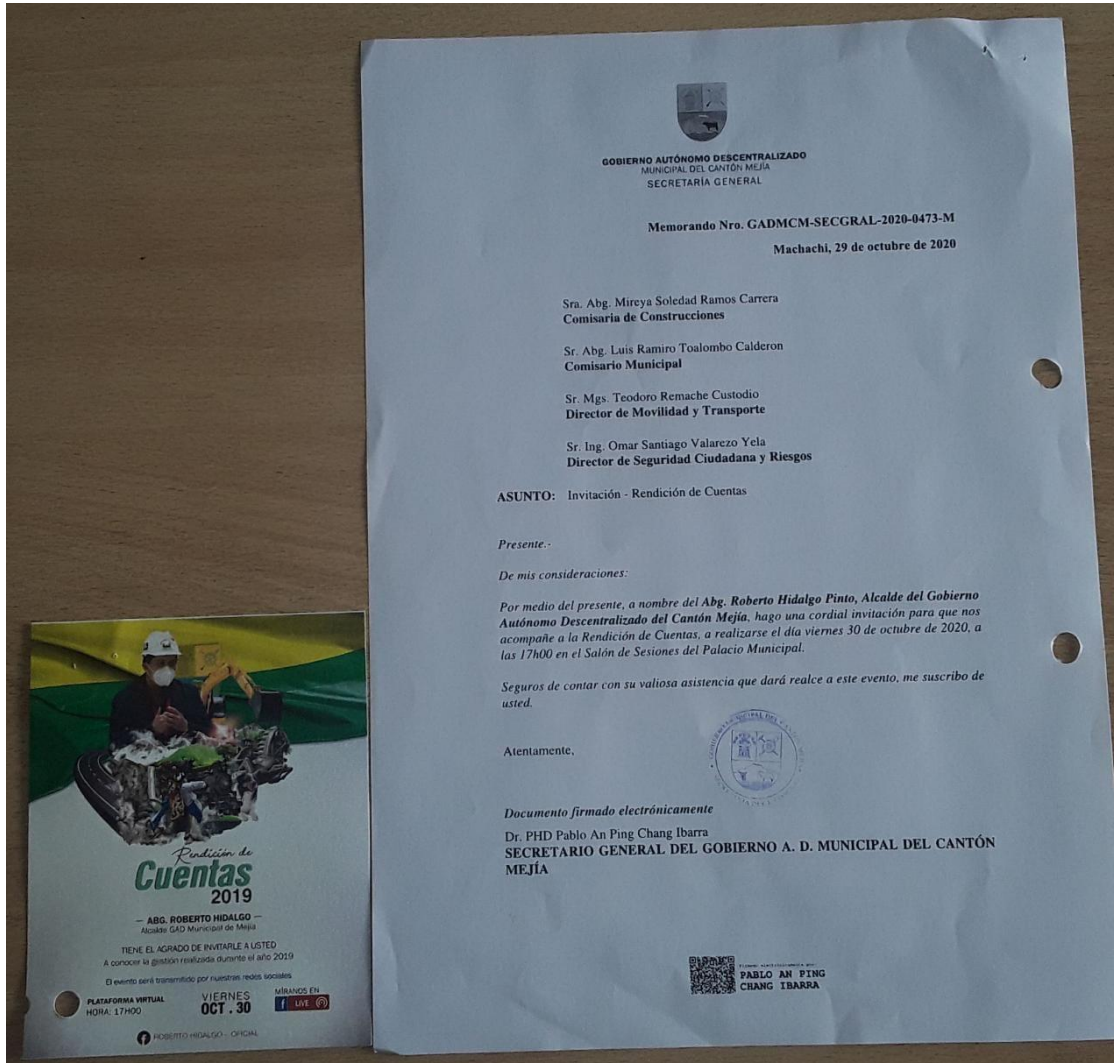 GOBIERNO AUTÓNOMO DESCENTRALIZADO
MUNICIPAL DEL CANTÓN MEJÍA
SECRETARÍA GENERAL
Memorando Nro. GADMCM-SECGRAL-2020-0473-M
Machachi, 29 de octubre de 2020
Sra. Abg. Mireya Soledad Ramos Carrera
Comisaria de Construcciones
Sr. Abg. Luis Ramiro Toalombo Calderon
Comisario Municipal
Sr. Mgs. Teodoro Remache Custodio
Director de Movilidad y Transporte
Sr. Ing. Omar Santiago Valarezo Yela
Director de Seguridad Ciudadana y Riesgos
ASUNTO: Invitación - Rendición de Cuentas
Presente.-
De mis consideraciones:
Por medio del presente, a nombre del Abg. Roberto Hidalgo Pinto, Alcalde del Gobierno
Autónomo Descentralizado del Cantón Mejía, hago una cordial invitación para que nos
acompañe a la Rendición de Cuentas, a realizarse el día viernes 30 de octubre de 2020, a
las 17h00 en el Salón de Sesiones del Palacio Municipal.
Seguros de contar con su valiosa asistencia que dará realce a este evento, me suscribo de
usted.
Atentamente,
Documento firmado electrónicamente
Dr. PHD Pablo An Ping Chang Ibarra
SECRETARIO GENERAL DEL GOBIERNO A. D. MUNICIPAL DEL CANTÓN
MEJÍA
PABLO AN PING
CHANG IBARRA
Rendición de
Cuentas
2019
— ABG. ROBERTO HIDALGO —
Alcalde GAD Municipal de Mejía
TIENE EL AGRADO DE INVITARLE A USTED
A conocer la gestión realizada durante el año 2019
El evento será transmitido por nuestras redes sociales
PLATAFORMA VIRTUAL
HORA: 17H00
VIERNES
OCT . 30
MÍRANOS EN
f LIVE
ROBERTO HIDALGO - OFICIAL